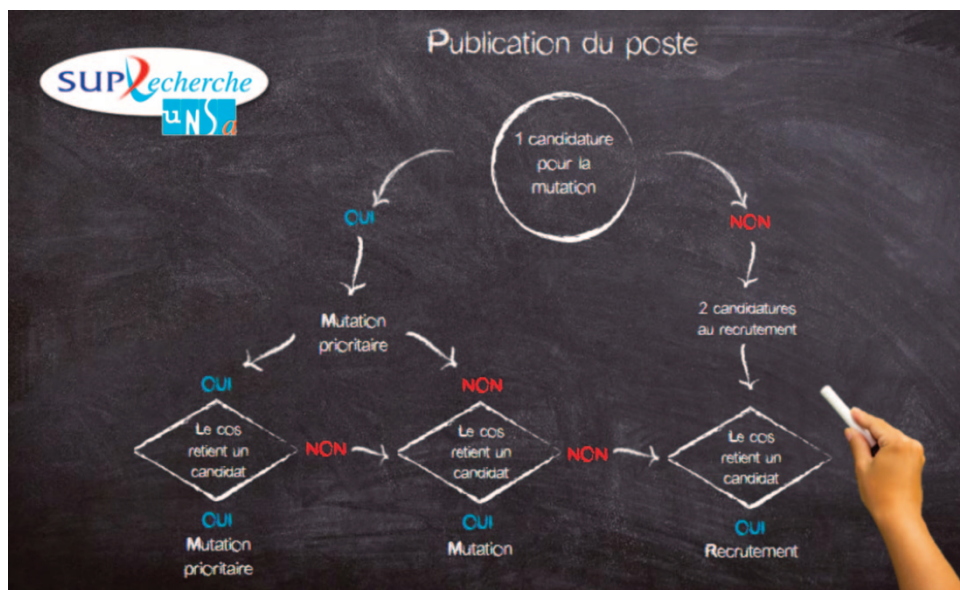 Publication du poste
SUPRecherche
uNSa
1 candidature
pour la
mutation
OUI
NON
Mutation
prioritaire
2 candidatures
au recrutement
OUI
NON
Le cos
retient un
candidat
NON
Le cos
retient un
candidat
NON
Le cos
retient un
candidat
OUI
Mutation
prioritaire
OUI
Mutation
OUI
Recrutement